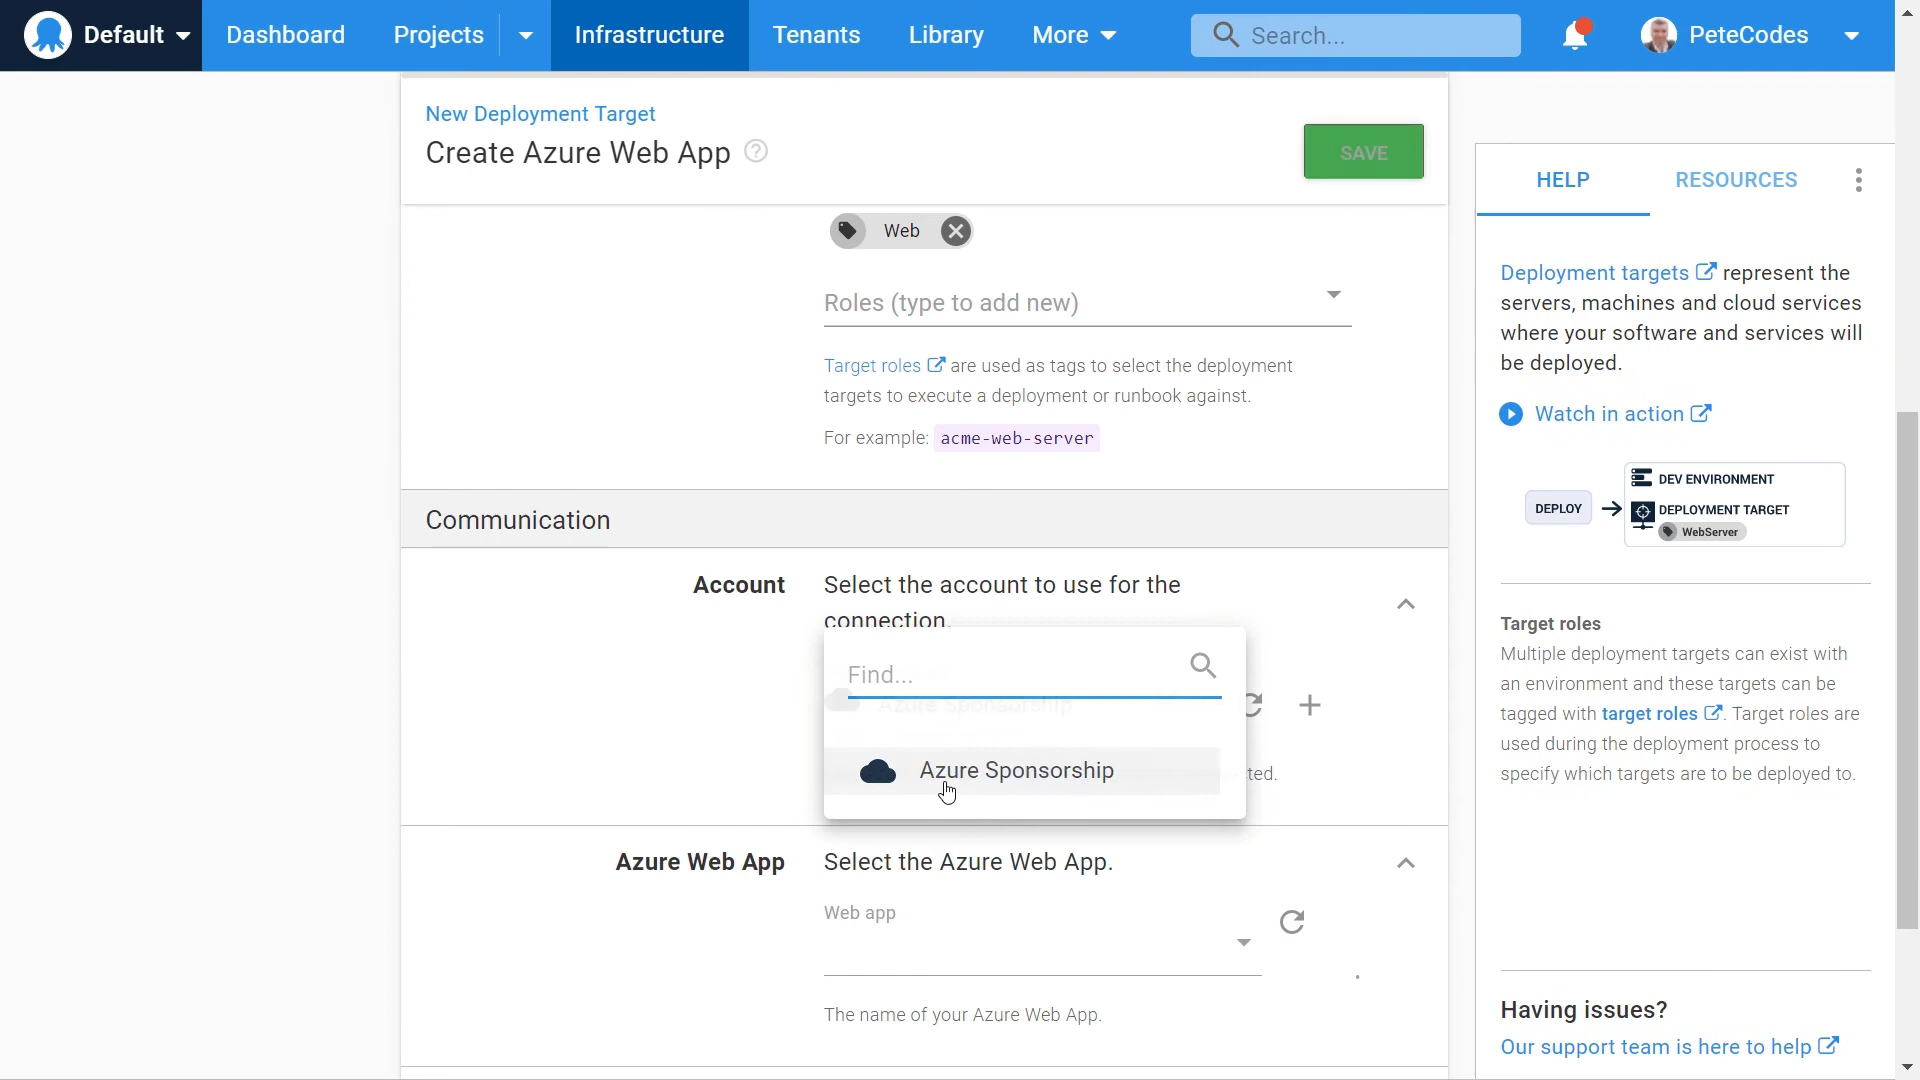 Default
Dashboard
Projects
Infrastructure
Tenants
Library
More
Search...
PeteCodes
New Deployment Target
Create Azure Web App
SAVE
Web
Roles (type to add new)
Target roles are used as tags to select the deployment
targets to execute a deployment or runbook against.
For example: acme-web-server
Communication
Account
Select the account to use for the
connection.
Find...
Azure Sponsorship
Azure Sponsorship
ted.
Azure Web App
Select the Azure Web App.
Web app
The name of your Azure Web App.
HELP
RESOURCES
Deployment targets represent the
servers, machines and cloud services
where your software and services will
be deployed.
Watch in action
DEPLOY
DEV ENVIRONMENT
DEPLOYMENT TARGET
WebServer
Target roles
Multiple deployment targets can exist with
an environment and these targets can be
tagged with target roles. Target roles are
used during the deployment process to
specify which targets are to be deployed to.
Having issues?
Our support team is here to help